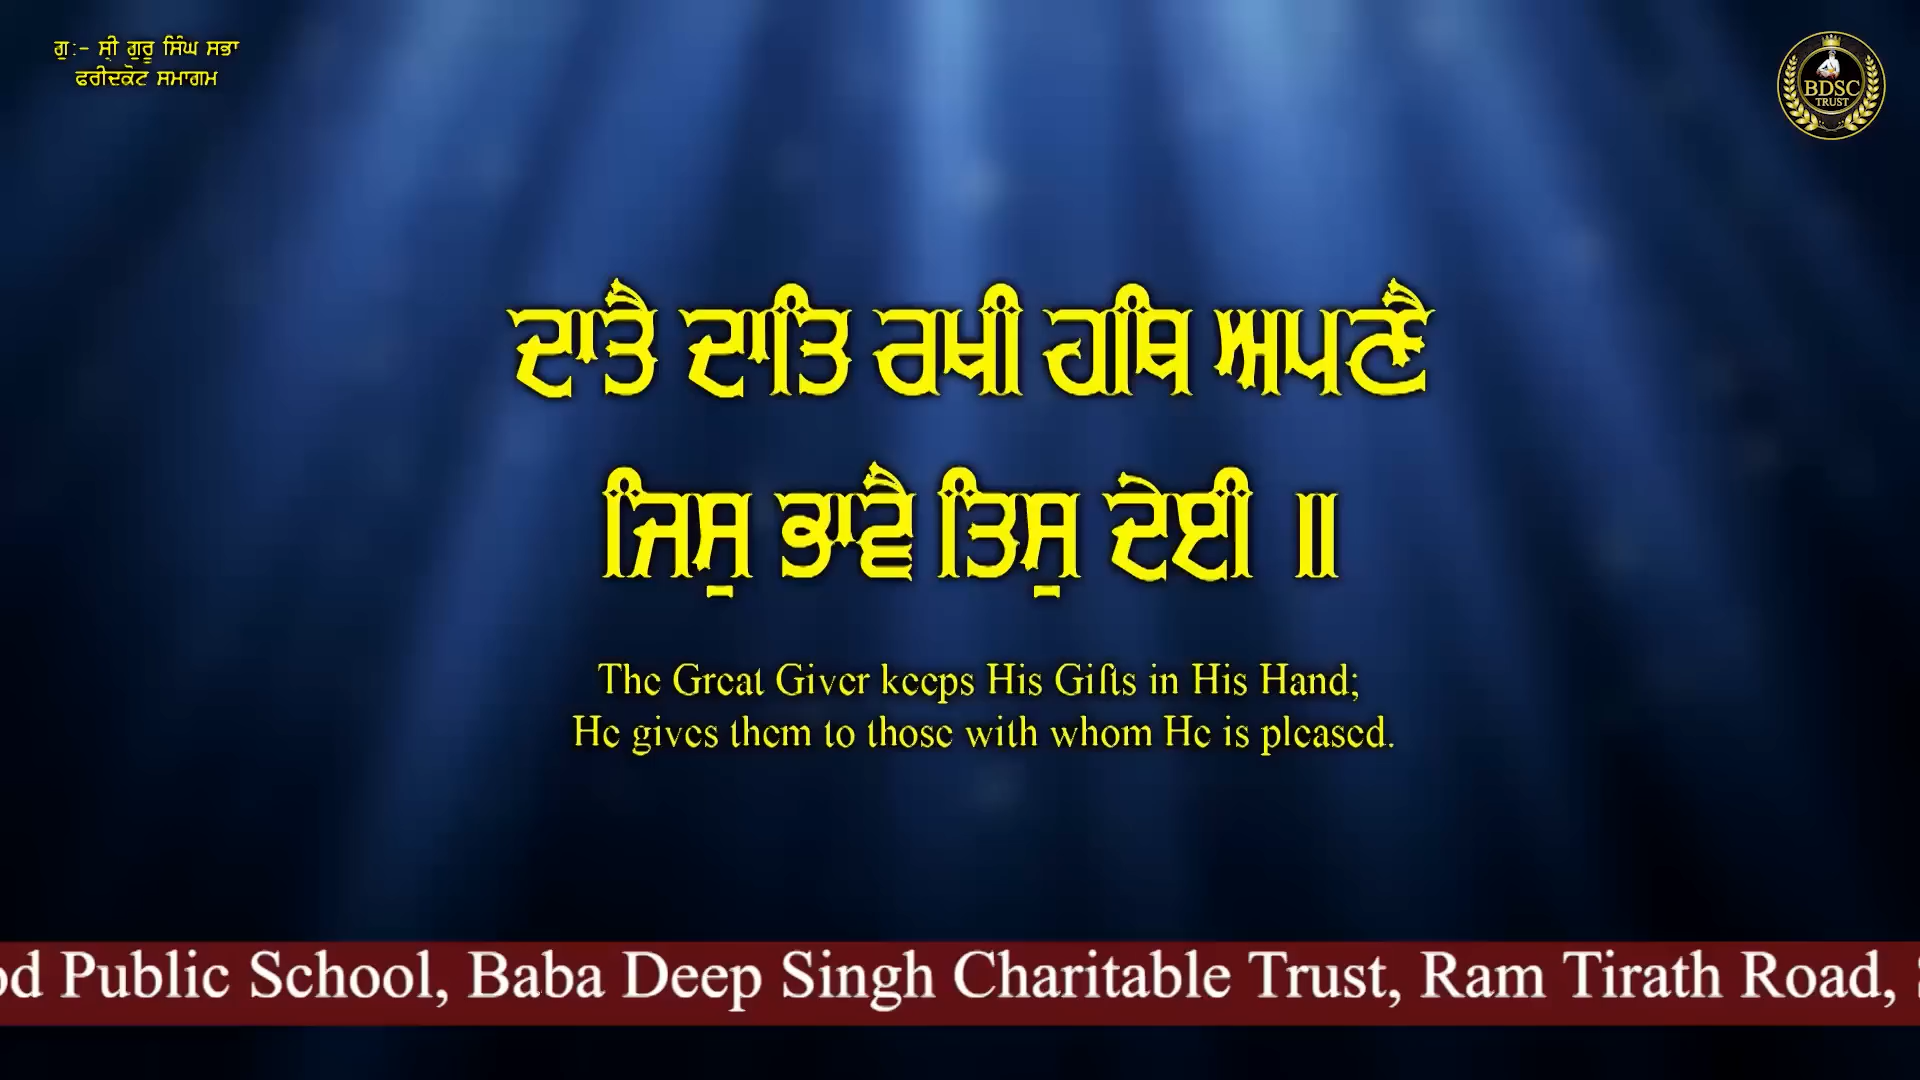 ਗੁ:- ਸ੍ਰੀ ਗੁਰੂ ਸਿੰਘ ਸਭਾ
ਫਰੀਦਕੋਟ ਸਮਾਗਮ
BDSC
TRUST
ਦਾਤੈ ਦਾਤਿ ਰਖੀ ਹਥਿ ਅਪਣੈ
ਜਿਸੁ ਭਾਵੈ ਤਿਸੁ ਦੇਈ ॥
The Great Giver keeps His Gifts in His Hand;
He gives them to those with whom He is pleased.
Public School, Baba Deep Singh Charitable Trust, Ram Tirath Road,